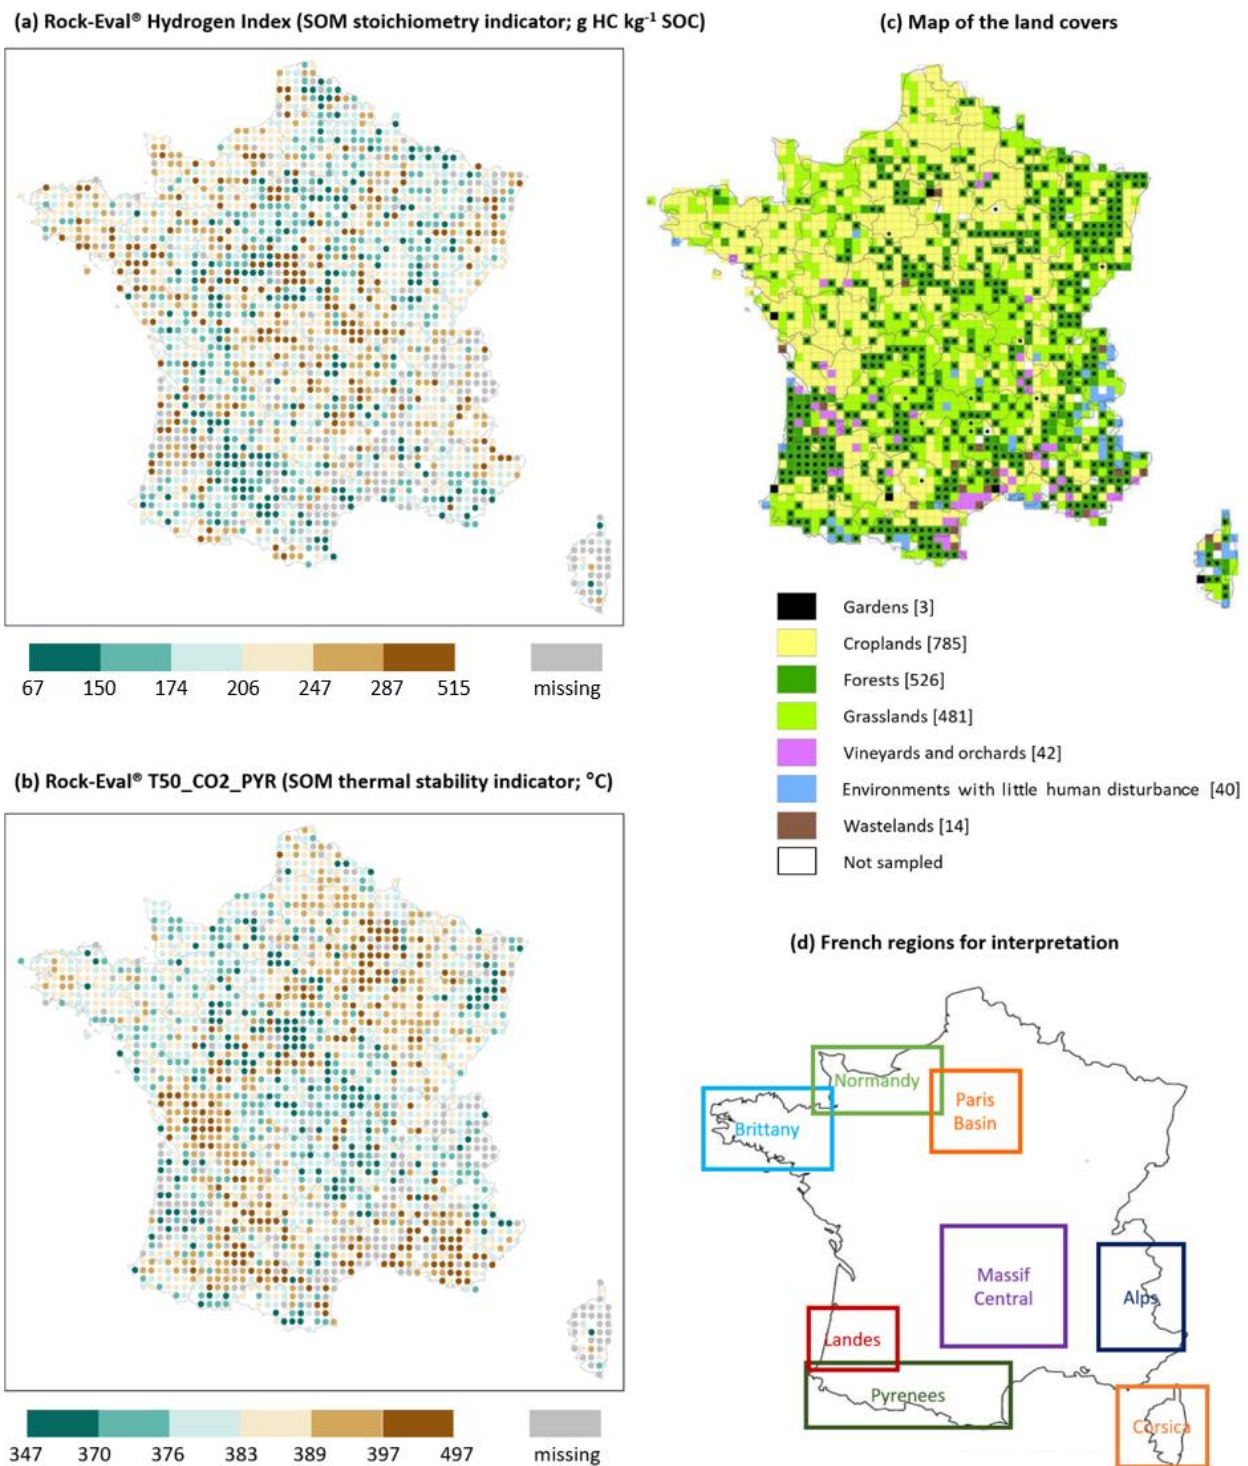 (a) Rock-Eval® Hydrogen Index (SOM stoichiometry indicator; g HC kg⁻¹ SOC)
67 150 174 206 247 287 515 missing
(b) Rock-Eval® T50_CO2_PYR (SOM thermal stability indicator; °C)
347 370 376 383 389 397 497 missing
(c) Map of the land covers
Gardens [3]
Croplands [785]
Forests [526]
Grasslands [481]
Vineyards and orchards [42]
Environments with little human disturbance [40]
Wastelands [14]
Not sampled
(d) French regions for interpretation
Normandy
Paris
Basin
Brittany
Massif
Central
Alps
Landes
Pyrenees
Corsica